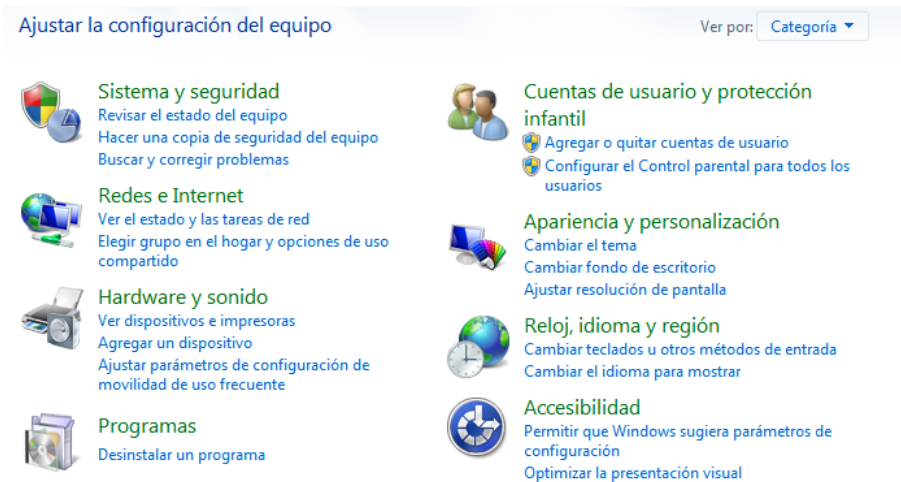 Ajustar la configuración del equipo
Ver por: Categoría
Sistema y seguridad
Revisar el estado del equipo
Hacer una copia de seguridad del equipo
Buscar y corregir problemas
Redes e Internet
Ver el estado y las tareas de red
Elegir grupo en el hogar y opciones de uso
compartido
Hardware y sonido
Ver dispositivos e impresoras
Agregar un dispositivo
Ajustar parámetros de configuración de
movilidad de uso frecuente
Programas
Desinstalar un programa
Cuentas de usuario y protección
infantil
Agregar o quitar cuentas de usuario
Configurar el Control parental para todos los
usuarios
Apariencia y personalización
Cambiar el tema
Cambiar fondo de escritorio
Ajustar resolución de pantalla
Reloj, idioma y región
Cambiar teclados u otros métodos de entrada
Cambiar el idioma para mostrar
Accesibilidad
Permitir que Windows sugiera parámetros de
configuración
Optimizar la presentación visual